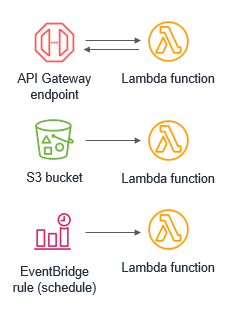 API Gateway
endpoint
Lambda function
S3 bucket
Lambda function
EventBridge
rule (schedule)
Lambda function